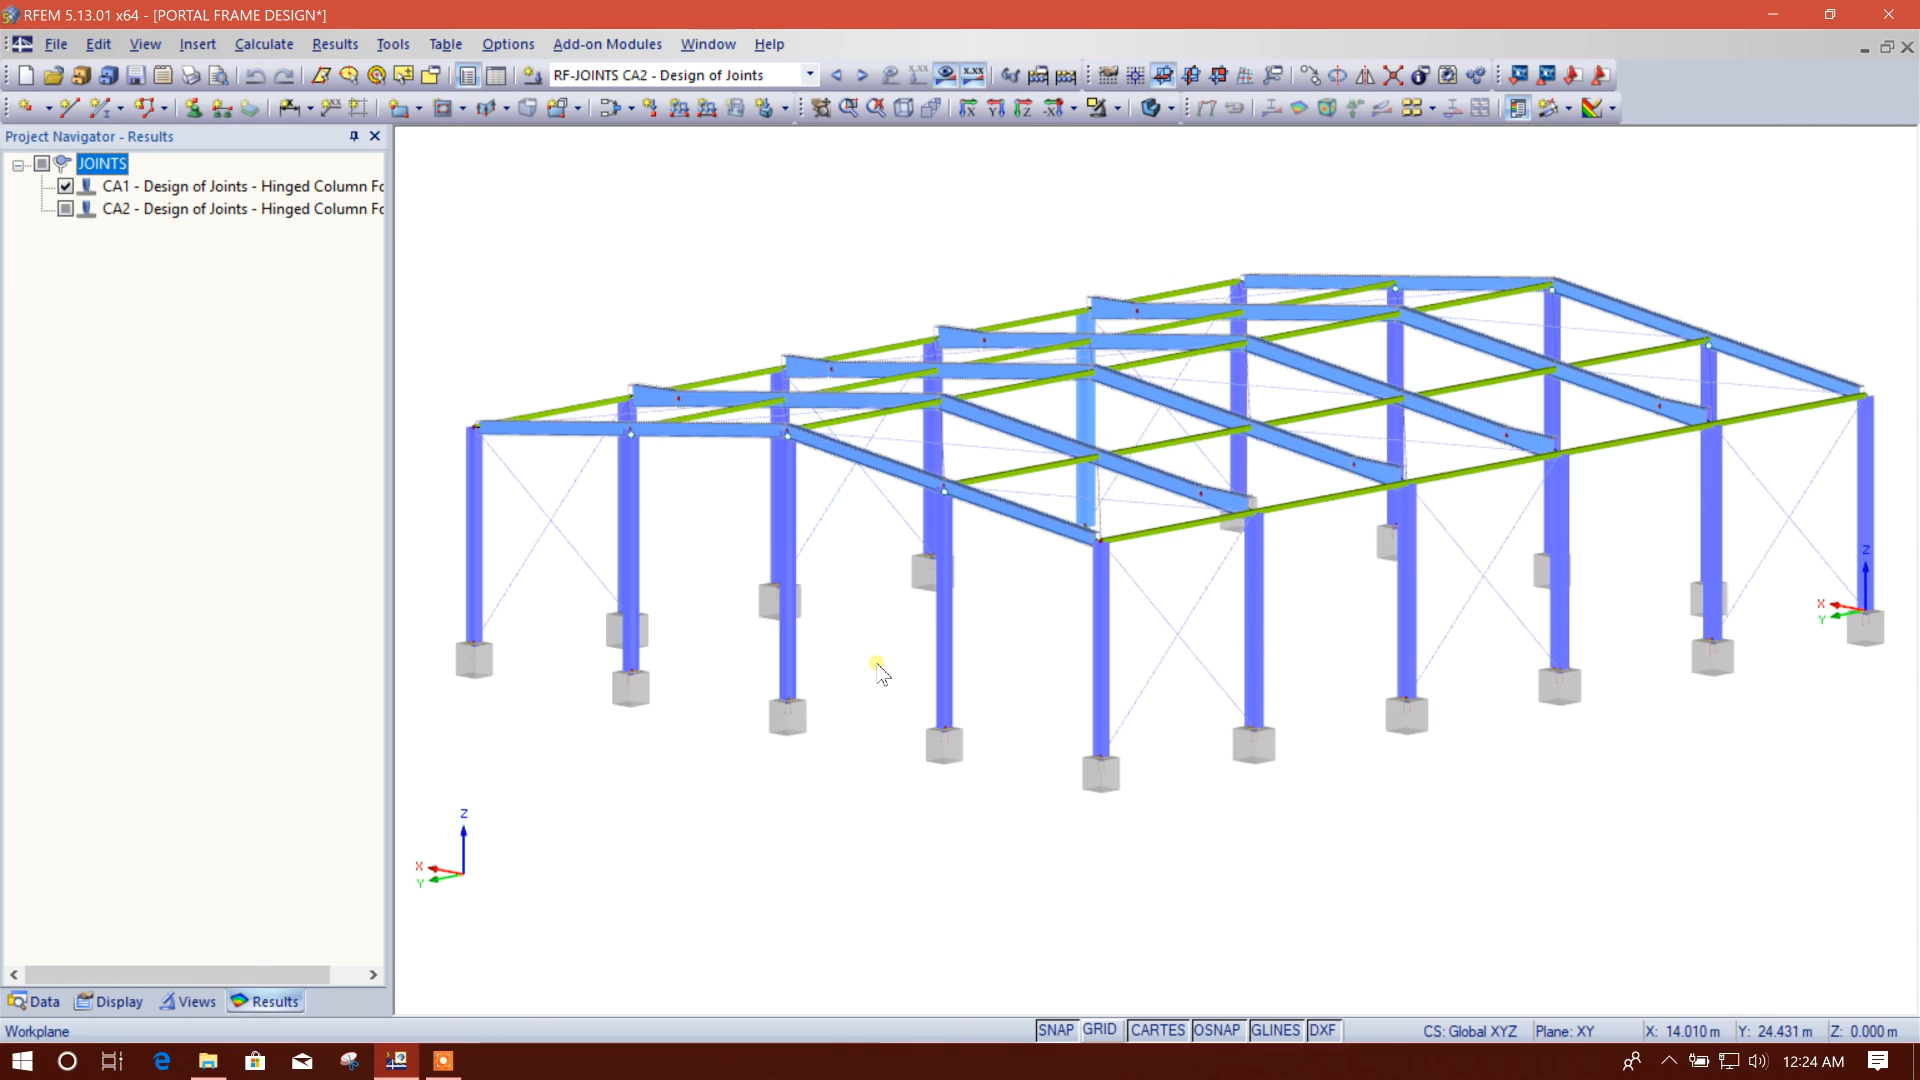 RFEM 5.13.01 x64 - [PORTAL FRAME DESIGN*]
File Edit View Insert Calculate Results Tools Table Options Add-on Modules Window Help
RF-JOINTS CA2 - Design of Joints
Project Navigator - Results
JOINTS
CA1 - Design of Joints - Hinged Column Fo
CA2 - Design of Joints - Hinged Column Fo
Z
X
Y
Z
X
Y
Data Display Views Results
Workplane
SNAP GRID CARTES OSNAP GLINES DXF
CS: Global XYZ Plane: XY X: 14.010 m Y: 24.431 m Z: 0.000 m
12:24 AM